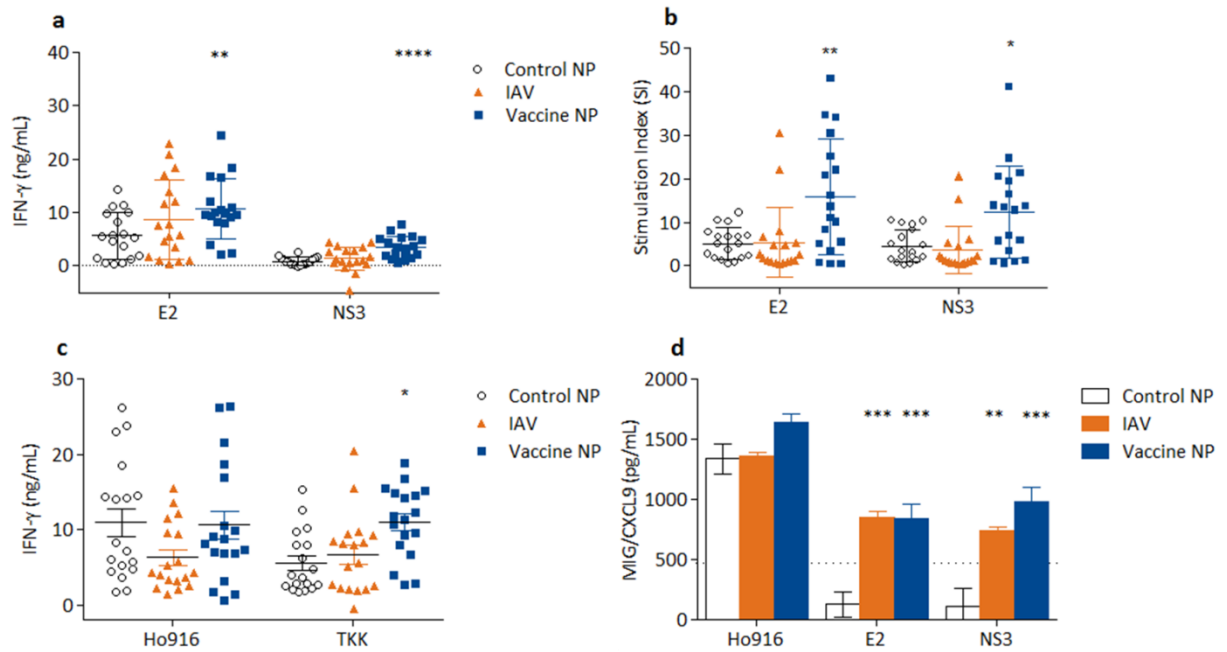 a
IFN-γ (ng/mL)
40
30
20
10
0
**
****
E2
NS3
Control NP
IAV
Vaccine NP
b
Stimulation Index (SI)
50
40
30
20
10
0
**
*
E2
NS3
c
IFN-γ (ng/mL)
30
20
10
0
*
Ho916
TKK
Control NP
IAV
Vaccine NP
d
MIG/CXCL9 (pg/mL)
2000
1500
1000
500
0
***
***
**
***
Ho916
E2
NS3
Control NP
IAV
Vaccine NP